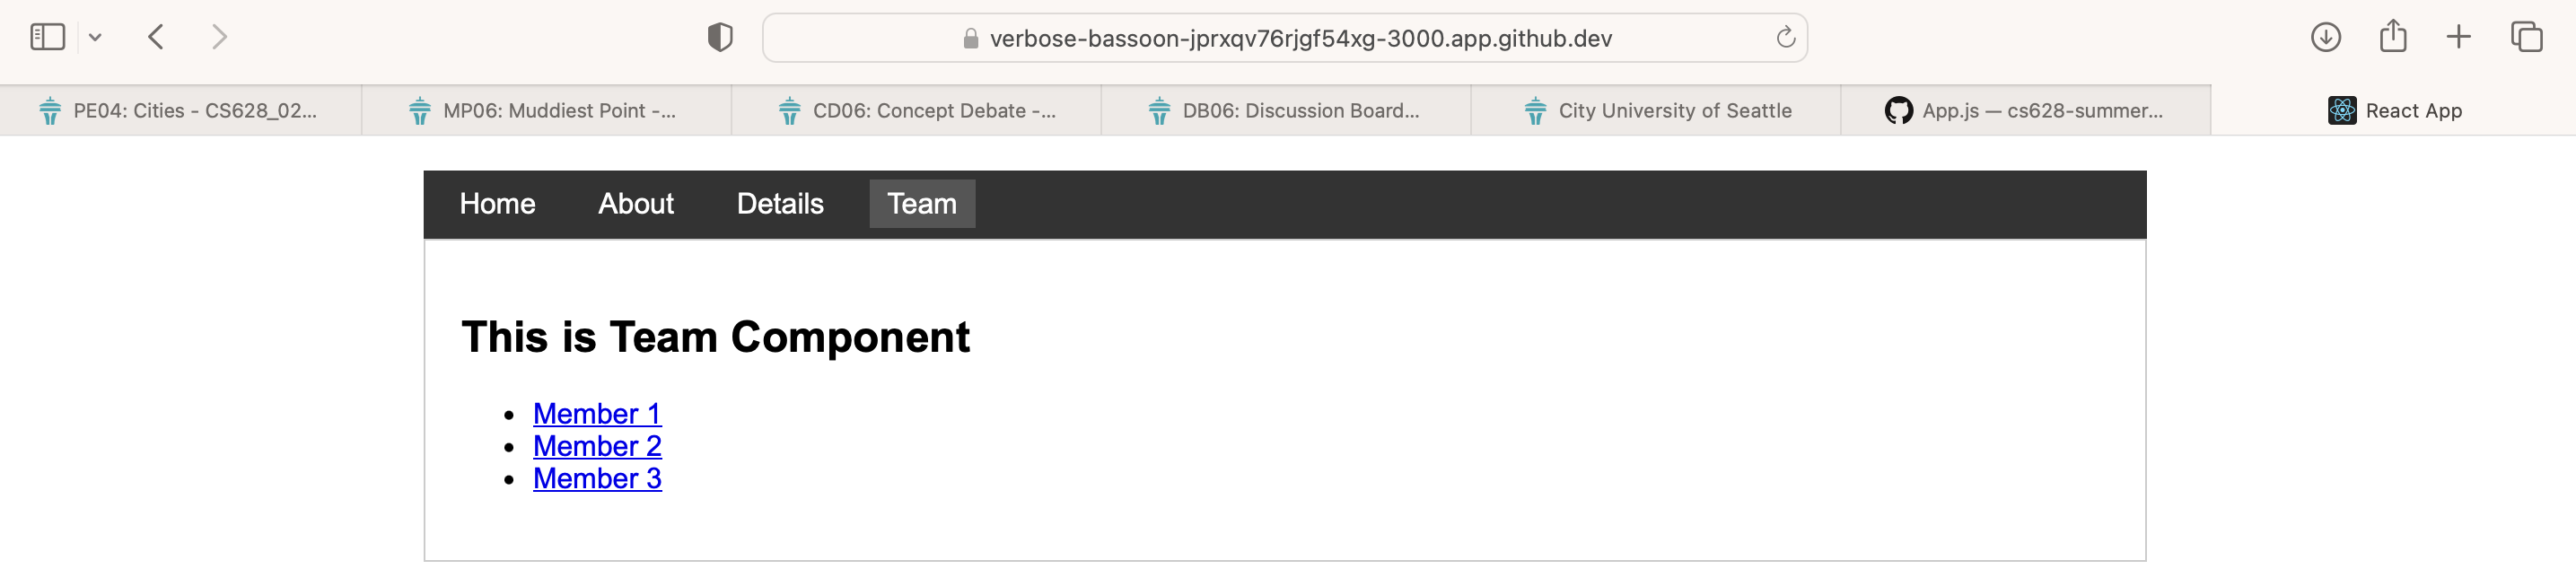 verbose-bassoon-jprxqv76rjgf54xg-3000.app.github.dev
PE04: Cities - CS628_02... MP06: Muddiest Point -... CD06: Concept Debate -... DB06: Discussion Board... City University of Seattle App.js — cs628-summer... React App
Home About Details Team
This is Team Component
• Member 1
• Member 2
• Member 3